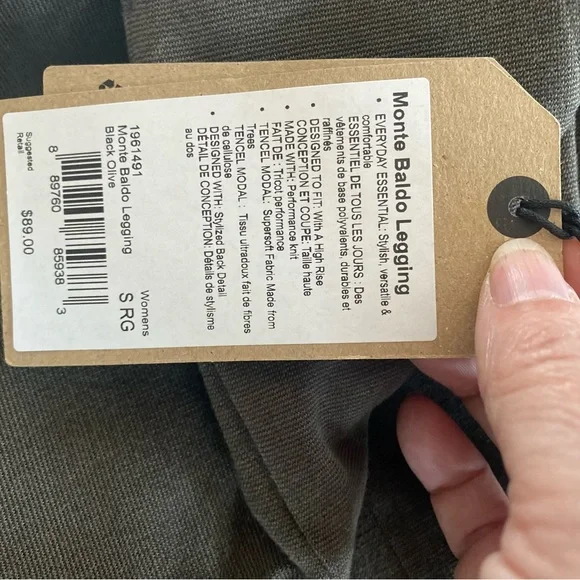 Monte Baldo Legging
• EVERYDAY ESSENTIAL: Stylish, versatile &
comfortable
ESSENTIEL DE TOUS LES JOURS : Des
vêtements de base polyvalents, durables et
raffinés
• DESIGNED TO FIT: With A High Rise
CONCEPTION ET COUPE: Taille haute
• MADE WITH: Performance knit
FAIT DE : Tricot performance
• TENCEL MODAL: Supersoft Fabric Made from
Trees
TENCEL MODAL : Tissu ultradoux fait de fibres
de cellulose
• DESIGNED WITH: Stylized Back Detail
DÉTAIL DE CONCEPTION: Détails de stylisme
au dos
1961491
Monte Baldo Legging
Black Olive
Womens
S RG
8 89760 85938 3
Suggested
Retail
$89.00